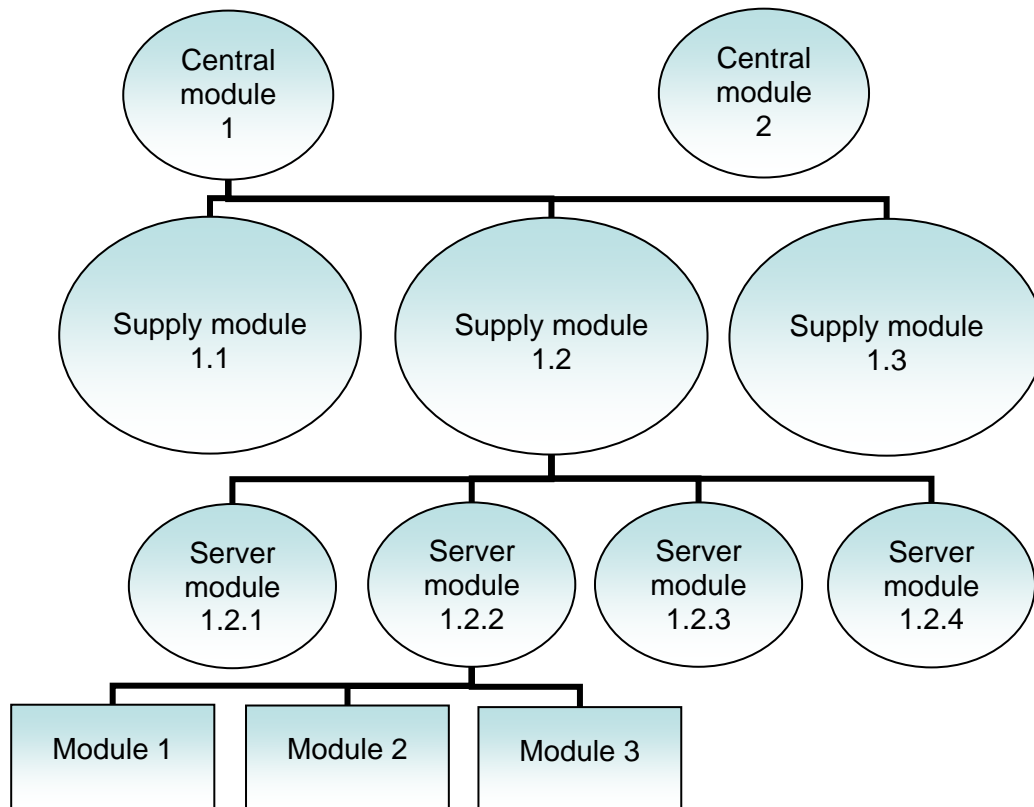 Central
module
1
Central
module
2
Supply module
1.1
Supply module
1.2
Supply module
1.3
Server
module
1.2.1
Server
module
1.2.2
Server
module
1.2.3
Server
module
1.2.4
Module 1
Module 2
Module 3